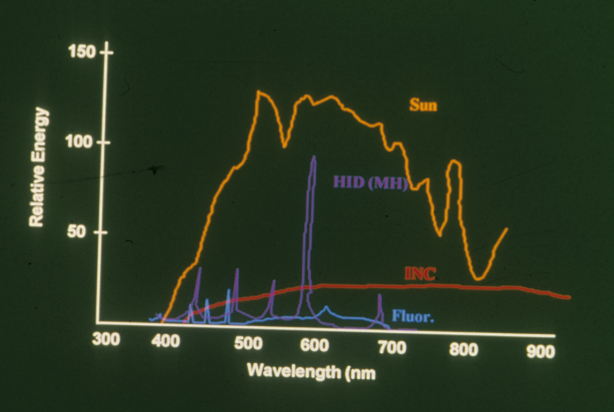 150
Sun
100
HID (MH)
Relative Energy
50
INC
Fluor.
300 400 500 600 700 800 900
Wavelength (nm